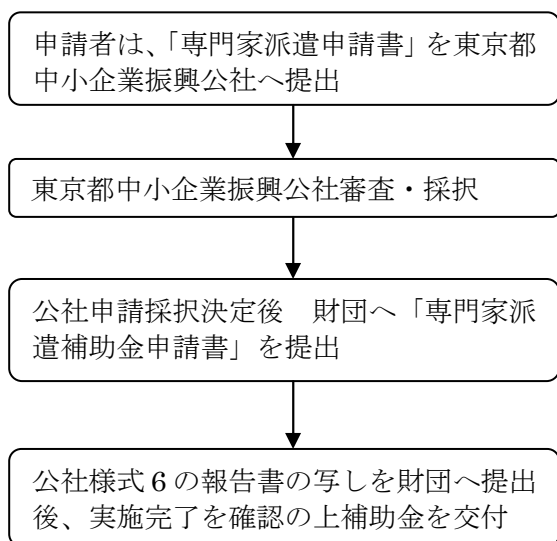 申請者は、「専門家派遣申請書」を東京都
中小企業振興公社へ提出
東京都中小企業振興公社審査・採択
公社申請採択決定後　財団へ「専門家派
遣補助金申請書」を提出
公社様式６の報告書の写しを財団へ提出
後、実施完了を確認の上補助金を交付